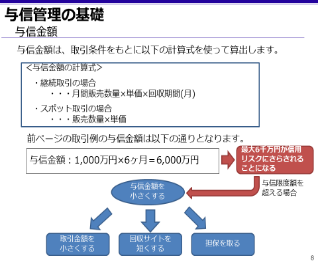 与信管理の基礎
与信金額
与信金額は、取引条件をもとに以下の計算式を使って算出します。
＜与信金額の計算式＞
・継続取引の場合
・・・月間販売数量×単価×回収期間(月)
・スポット取引の場合
・・・販売数量×単価
前ページの取引例の与信金額は以下の通りとなります。
与信金額：1,000万円×6ヶ月＝6,000万円
最大6千万円が信用
リスクにさらされる
ことになる
与信限度額を
超える場合
与信金額を
小さくする
取引金額を
小さくする
回収サイトを
短くする
担保を取る
8